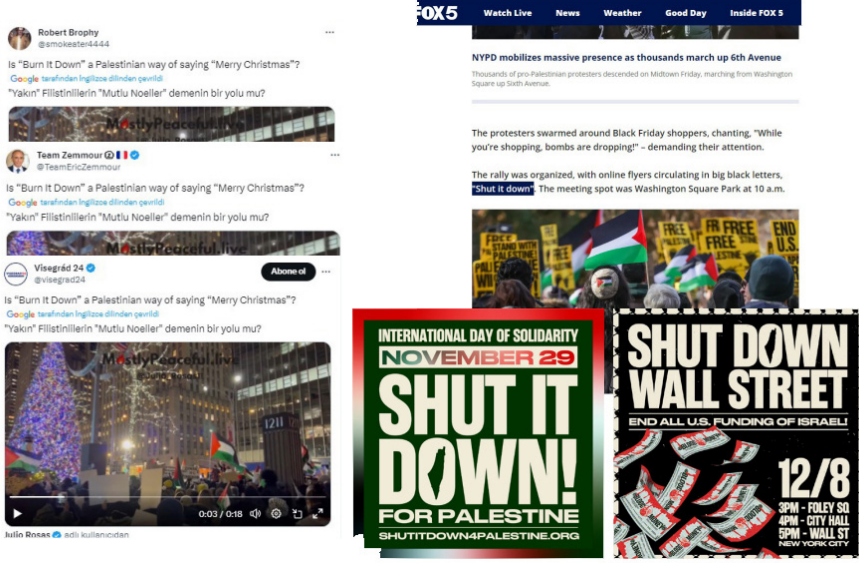 Robert Brophy
@smokeater4444
Is “Burn It Down” a Palestinian way of saying “Merry Christmas”?
Google tarafından İngilizce dilinden çevrildi
"Yakın" Filistinlilerin "Mutlu Noeller" demenin bir yolu mu?
MostlyPeaceful.live
Team Zemmour
@TeamEricZemmour
Is “Burn It Down” a Palestinian way of saying “Merry Christmas”?
Google tarafından İngilizce dilinden çevrildi
"Yakın" Filistinlilerin "Mutlu Noeller" demenin bir yolu mu?
MostlyPeaceful.live
Visegrád 24
@visegrad24
Abone ol
Is “Burn It Down” a Palestinian way of saying “Merry Christmas”?
Google tarafından İngilizce dilinden çevrildi
"Yakın" Filistinlilerin "Mutlu Noeller" demenin bir yolu mu?
MostlyPeaceful.live
1211
0:03 / 0:18
Julio Rosas adlı kullanıcıdan
FOX 5
Watch Live News Weather Good Day Inside FOX 5
NYPD mobilizes massive presence as thousands march up 6th Avenue
Thousands of pro-Palestinian protesters descended on Midtown Friday, marching from Washington
Square up Sixth Avenue.
The protesters swarmed around Black Friday shoppers, chanting, "While
you're shopping, bombs are dropping!" – demanding their attention.
The rally was organized, with online flyers circulating in big black letters,
"Shut it down". The meeting spot was Washington Square Park at 10 a.m.
FREE
STAND WITH
FREE
FREE
FREE
END
U.S.
INTERNATIONAL DAY OF SOLIDARITY
NOVEMBER 29
SHUT IT
DOWN!
FOR PALESTINE
SHUTITDOWN4PALESTINE.ORG
SHUT DOWN
WALL STREET
END ALL U.S. FUNDING OF ISRAEL!
12/8
3PM - FOLEY SQ
4PM - CITY HALL
5PM - WALL ST
NEW YORK CITY